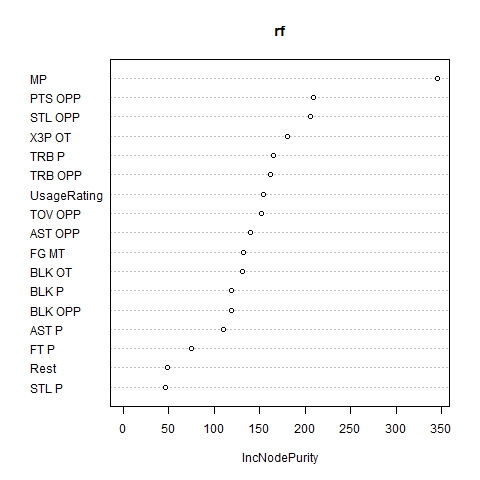 rf
MP
PTS OPP
STL OPP
X3P OT
TRB P
TRB OPP
UsageRating
TOV OPP
AST OPP
FG MT
BLK OT
BLK P
BLK OPP
AST P
FT P
Rest
STL P
0 50 100 150 200 250 300 350
IncNodePurity